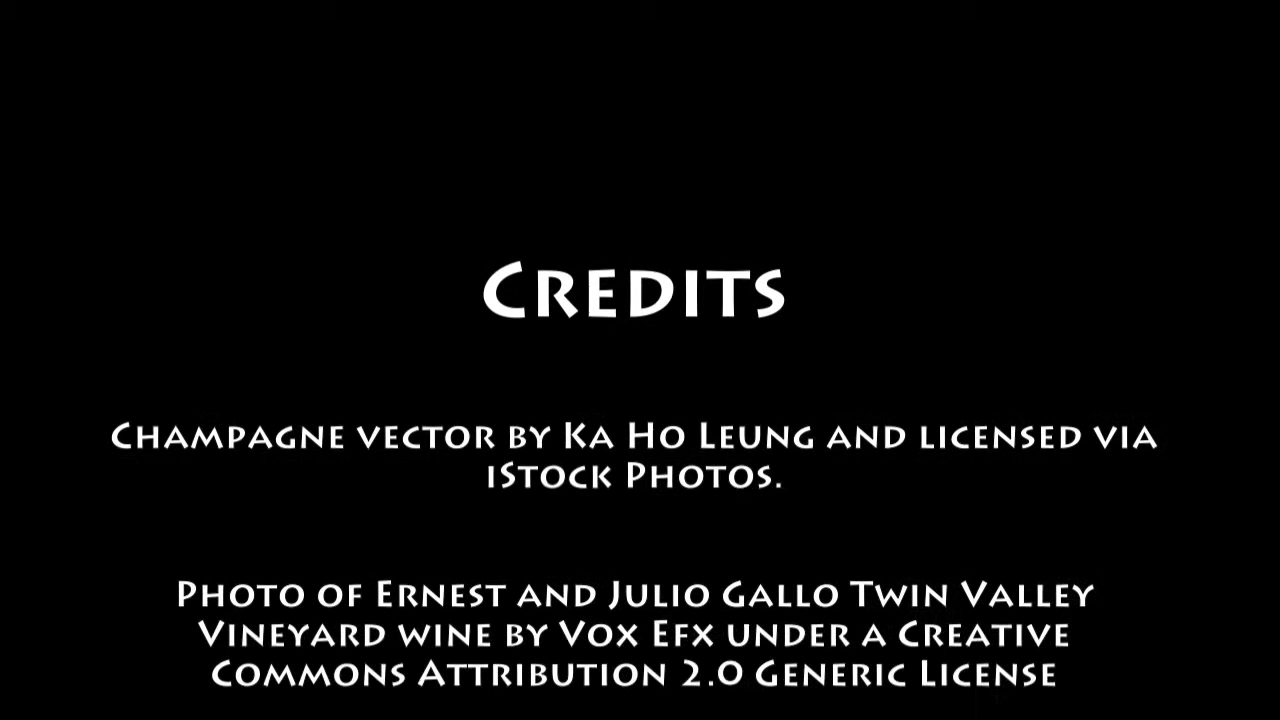 Credits
Champagne vector by Ka Ho Leung and licensed via
iStock Photos.
Photo of Ernest and Julio Gallo Twin Valley
Vineyard wine by Vox Efx under a Creative
Commons Attribution 2.0 Generic License